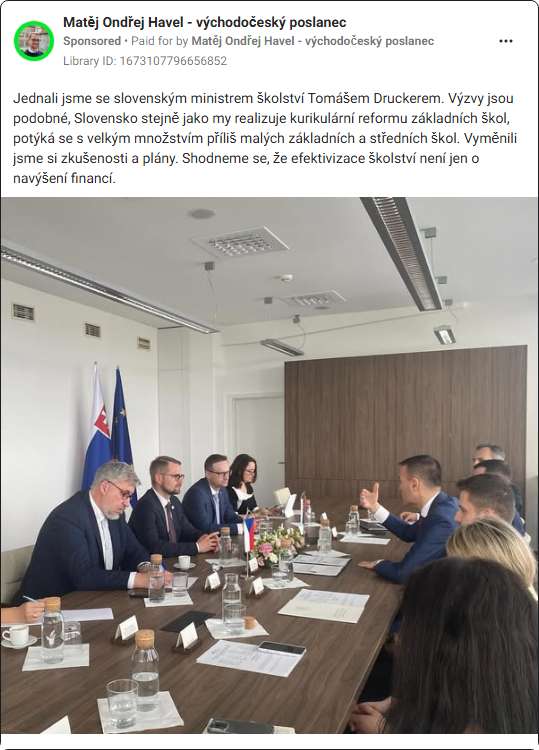 Matěj Ondřej Havel - východočeský poslanec
Sponsored • Paid for by Matěj Ondřej Havel - východočeský poslanec
Library ID: 1673107796656852
Jednali jsme se slovenským ministrem školství Tomášem Druckerem. Výzvy jsou
podobné, Slovensko stejně jako my realizuje kurikulární reformu základních škol,
potýká se s velkým množstvím příliš malých základních a středních škol. Vyměnili
jsme si zkušenosti a plány. Shodneme se, že efektivizace školství není jen o
navýšení financí.